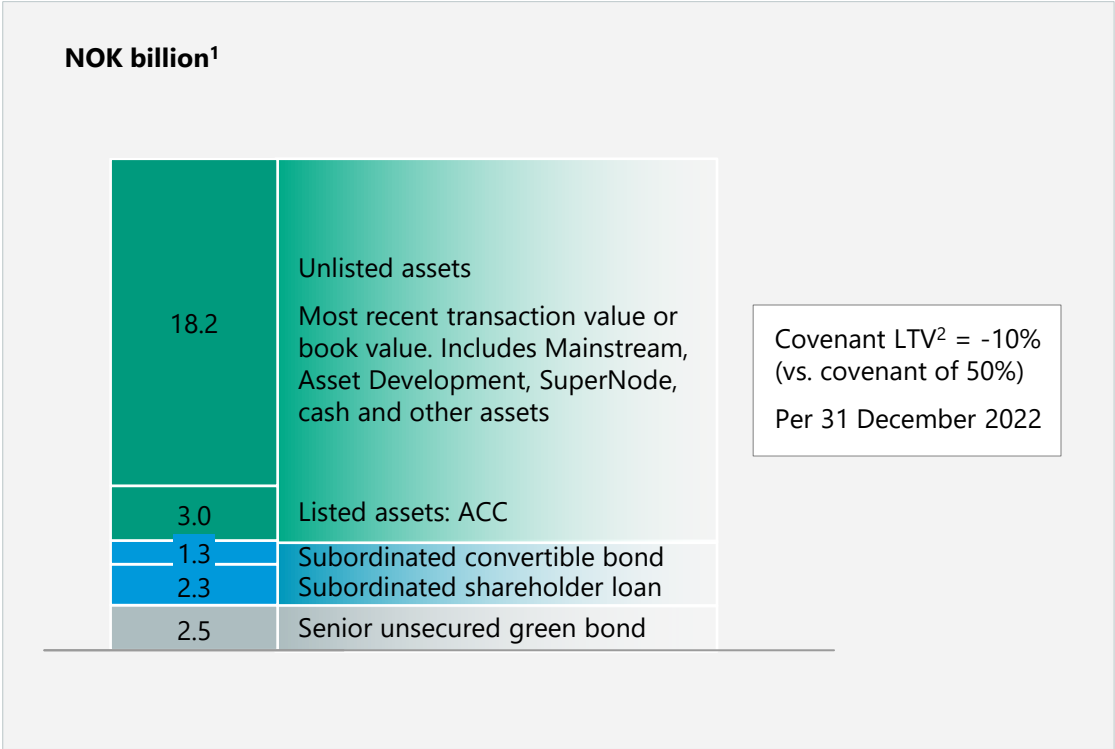 NOK billion¹
18.2
Unlisted assets
Most recent transaction value or
book value. Includes Mainstream,
Asset Development, SuperNode,
cash and other assets
Covenant LTV² = -10%
(vs. covenant of 50%)
Per 31 December 2022
3.0
Listed assets: ACC
1.3
Subordinated convertible bond
2.3
Subordinated shareholder loan
2.5
Senior unsecured green bond